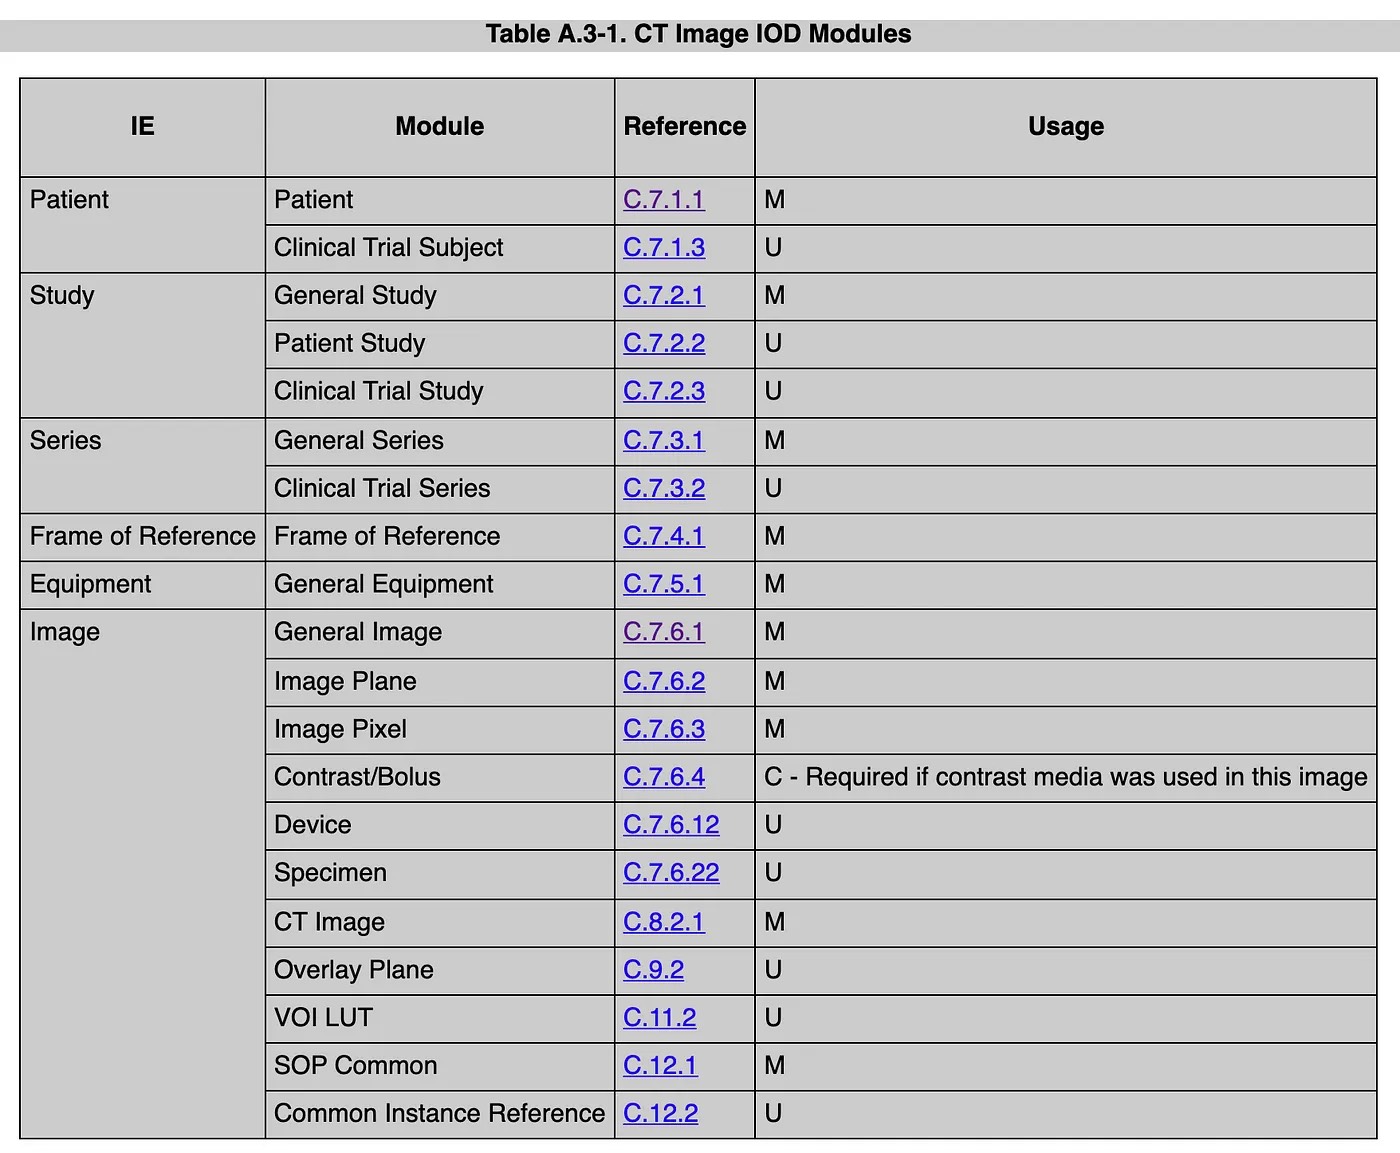 Table A.3-1. CT Image IOD Modules
IE Module Reference Usage
Patient Patient C.7.1.1 M
Clinical Trial Subject C.7.1.3 U
Study General Study C.7.2.1 M
Patient Study C.7.2.2 U
Clinical Trial Study C.7.2.3 U
Series General Series C.7.3.1 M
Clinical Trial Series C.7.3.2 U
Frame of Reference Frame of Reference C.7.4.1 M
Equipment General Equipment C.7.5.1 M
Image General Image C.7.6.1 M
Image Plane C.7.6.2 M
Image Pixel C.7.6.3 M
Contrast/Bolus C.7.6.4 C - Required if contrast media was used in this image
Device C.7.6.12 U
Specimen C.7.6.22 U
CT Image C.8.2.1 M
Overlay Plane C.9.2 U
VOI LUT C.11.2 U
SOP Common C.12.1 M
Common Instance Reference C.12.2 U